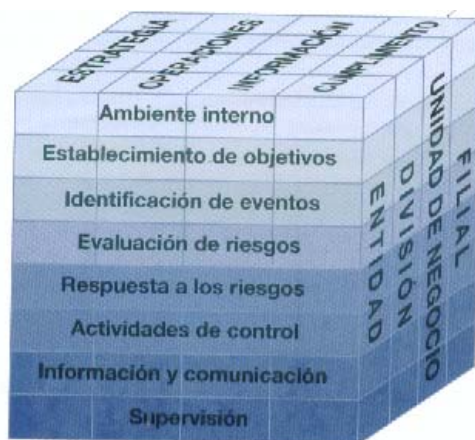 ESTRATEGIA
OPERACIONES
INFORMACIÓN
CUMPLIMIENTO
Ambiente interno
Establecimiento de objetivos
Identificación de eventos
Evaluación de riesgos
Respuesta a los riesgos
Actividades de control
Información y comunicación
Supervisión
ENTIDAD
DIVISIÓN
UNIDAD DE NEGOCIO
FILIAL